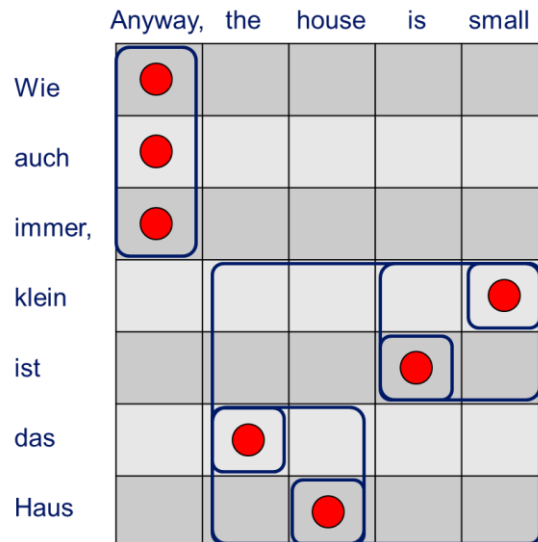 Anyway, the house is small
Wie
auch
immer,
klein
ist
das
Haus